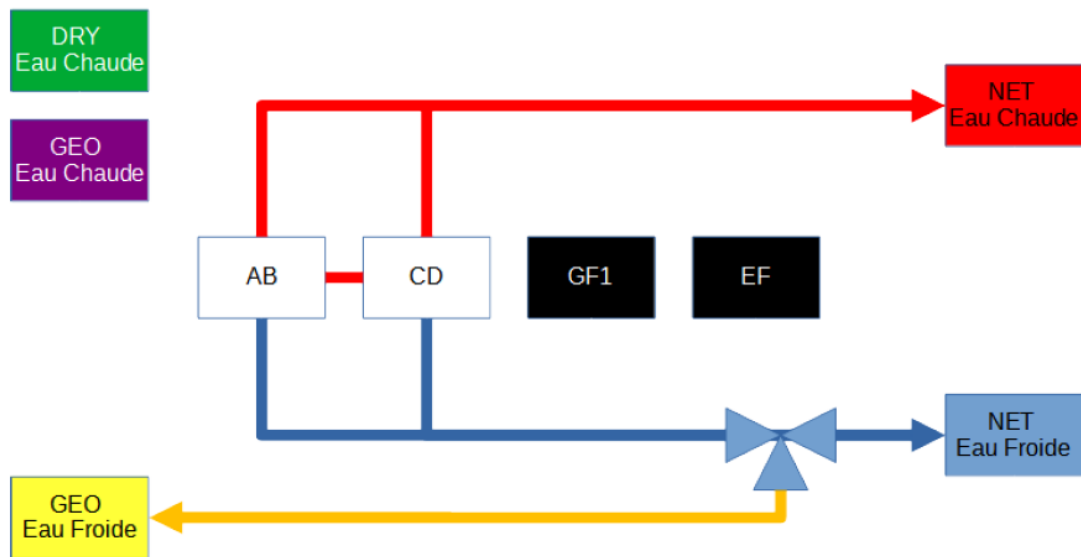 DRY
Eau Chaude
NET
Eau Chaude
GEO
Eau Chaude
AB
CD
GF1
EF
NET
Eau Froide
GEO
Eau Froide